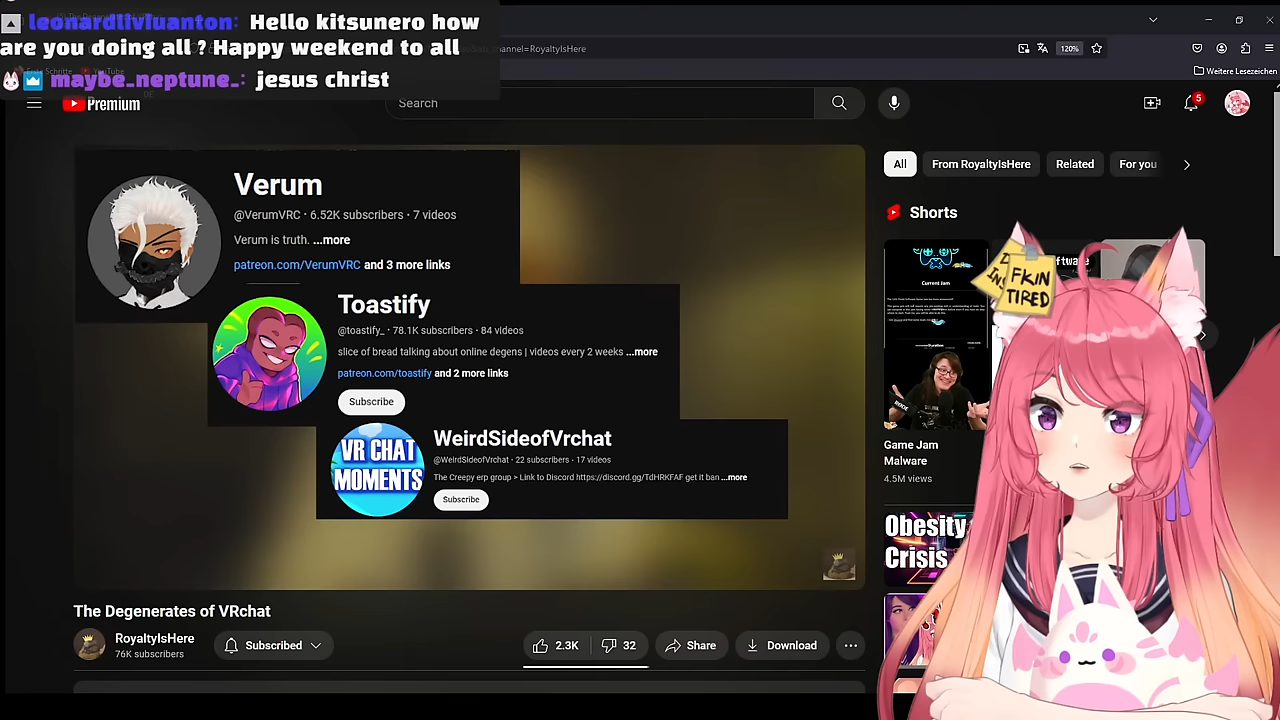 leonardliviuanton: Hello kitsunero how
are you doing all ? Happy weekend to all
maybe_neptune_: jesus christ
channel=RoyaltyIsHere
120%
Weitere Lesezeichen
Premium
Search
5
All
From RoyaltyIsHere
Related
For you
Shorts
Verum
@VerumVRC · 6.52K subscribers · 7 videos
Verum is truth. ...more
patreon.com/VerumVRC and 3 more links
Toastify
@toastify_ · 78.1K subscribers · 84 videos
slice of bread talking about online degens | videos every 2 weeks ...more
patreon.com/toastify and 2 more links
Subscribe
VR CHAT
MOMENTS
WeirdSideofVrchat
@WeirdSideofVrchat · 22 subscribers · 17 videos
The Creepy erp group > Link to Discord https://discord.gg/TdHRKFAF get it ban ...more
Subscribe
Current Jam
FKIN
TIRED
Game Jam
Malware
4.5M views
Obesity
Crisis
The Degenerates of VRchat
RoyaltyIsHere
76K subscribers
Subscribed
2.3K
32
Share
Download